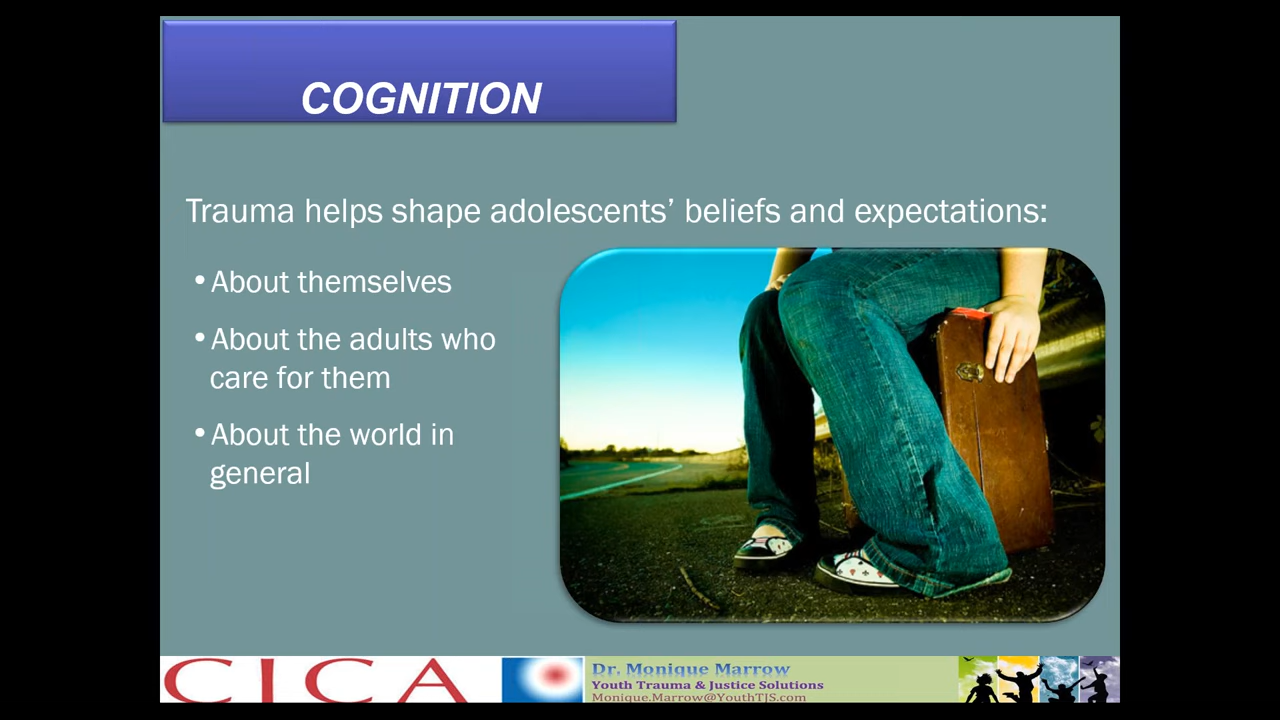 COGNITION
Trauma helps shape adolescents’ beliefs and expectations:
•About themselves
•About the adults who
care for them
•About the world in
general
CICA
Dr. Monique Marrow
Youth Trauma & Justice Solutions
Monique.Marrow@YouthTJS.com